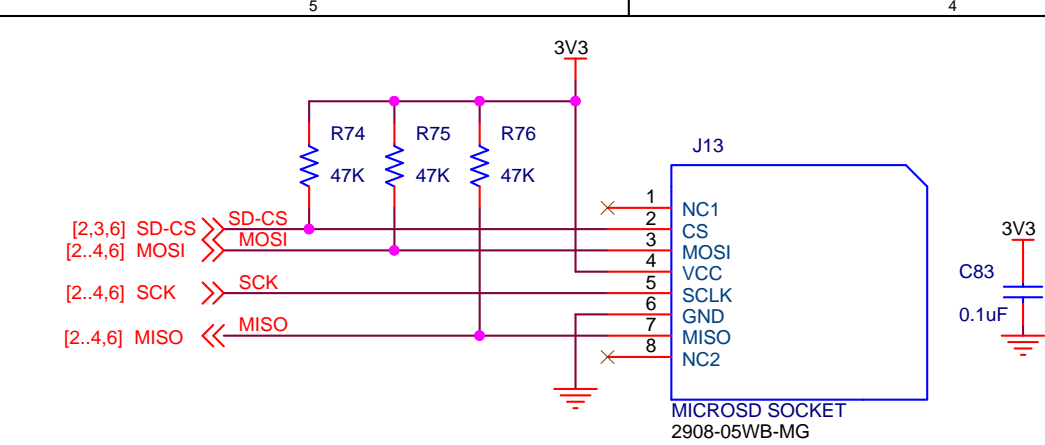 5 4
3V3
R74 R75 R76
47K 47K 47K
J13
1 NC1
[2,3,6] SD-CS SD-CS 2 CS
[2..4,6] MOSI MOSI 3 MOSI
4 VCC
[2..4,6] SCK SCK 5 SCLK
6 GND
[2..4,6] MISO MISO 7 MISO
8 NC2
MICROSD SOCKET
2908-05WB-MG
3V3
C83
0.1uF